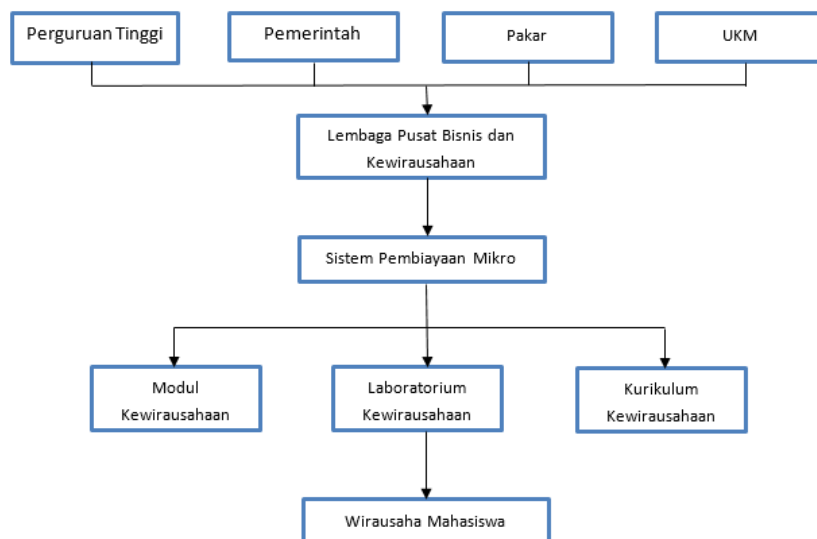 Perguruan Tinggi
Pemerintah
Pakar
UKM
Lembaga Pusat Bisnis dan
Kewirausahaan
Sistem Pembiayaan Mikro
Modul
Kewirausahaan
Laboratorium
Kewirausahaan
Kurikulum
Kewirausahaan
Wirausaha Mahasiswa